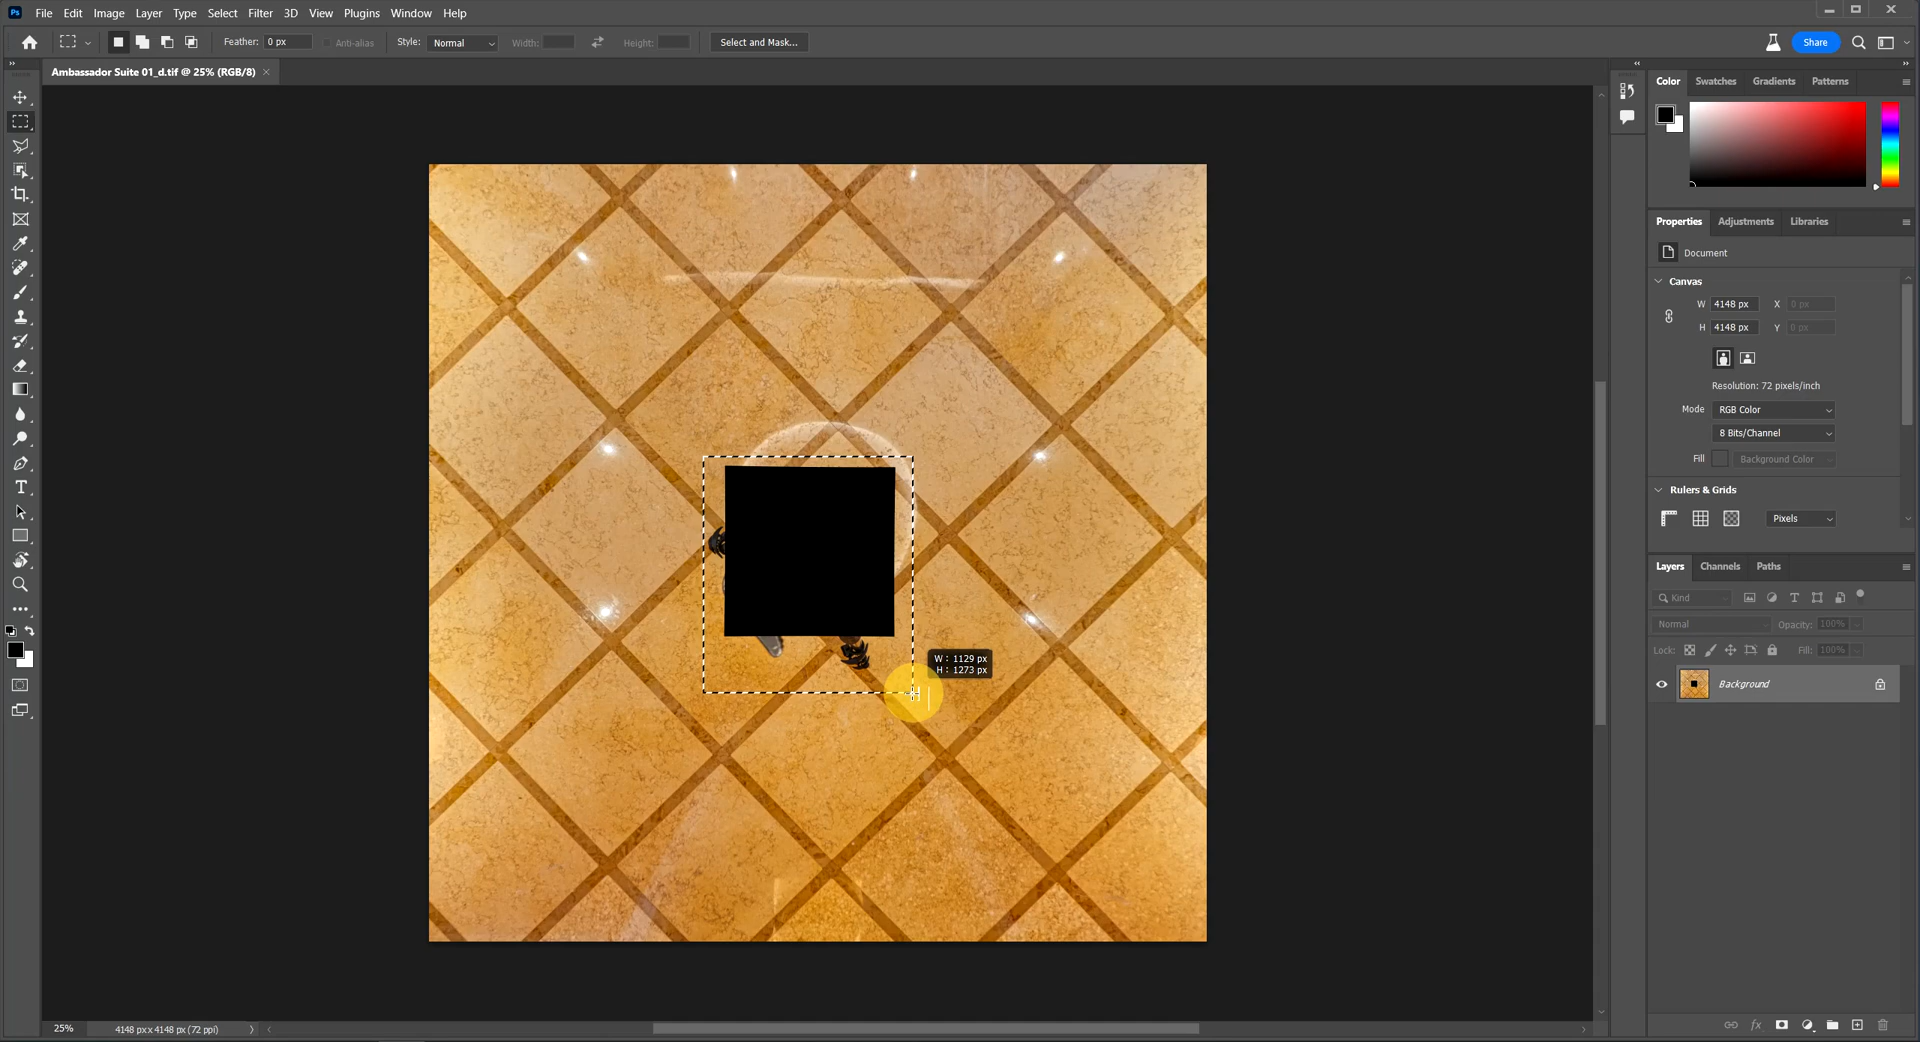 Ps File Edit Image Layer Type Select Filter 3D View Plugins Window Help
Feather: 0 px Anti-alias Style: Normal Width: Height: Select and Mask... Share
Ambassador Suite 01_d.tif @ 25% (RGB/8) ×
Color Swatches Gradients Patterns
Properties Adjustments Libraries
Document
Canvas
W 4148 px X 0 px
H 4148 px Y 0 px
Resolution: 72 pixels/inch
Mode RGB Color
8 Bits/Channel
Fill Background Color
Rulers & Grids
Pixels
Layers Channels Paths
Kind
Normal Opacity: 100%
Lock: Fill: 100%
Background
W : 1129 px
H : 1273 px
25% 4148 px x 4148 px (72 ppi)